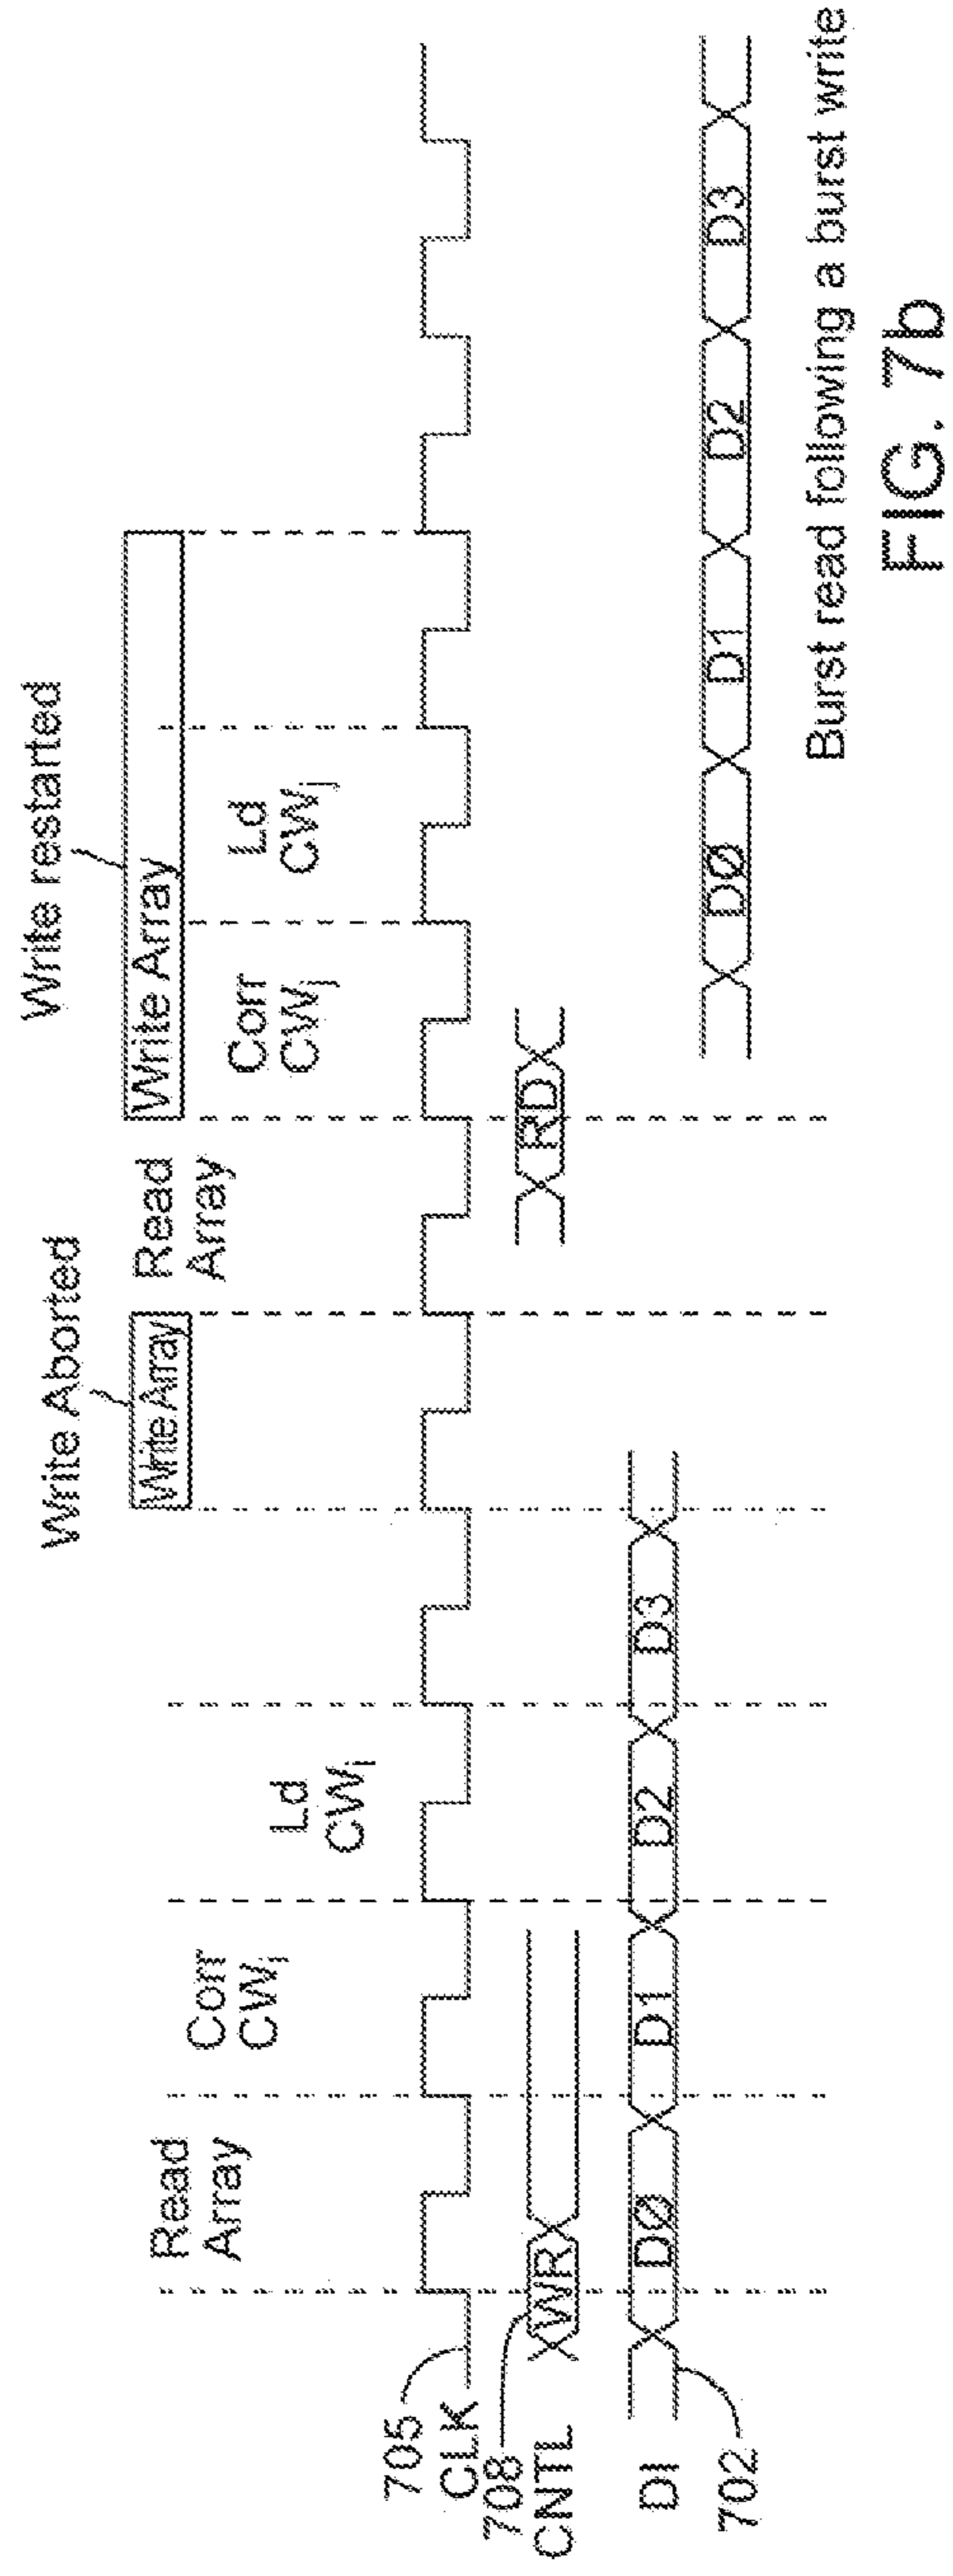 Write Aborted
Write restarted
Read
Array
Corr
CWi
Ld
CWi
Write Array
Read
Array
Write Array
Corr
CWj
Ld
CWj
705
CLK
708
CNTL
WR
RD
DI
DØ
D1
D2
D3
702
DØ
D1
D2
D3
Burst read following a burst write
FIG. 7b